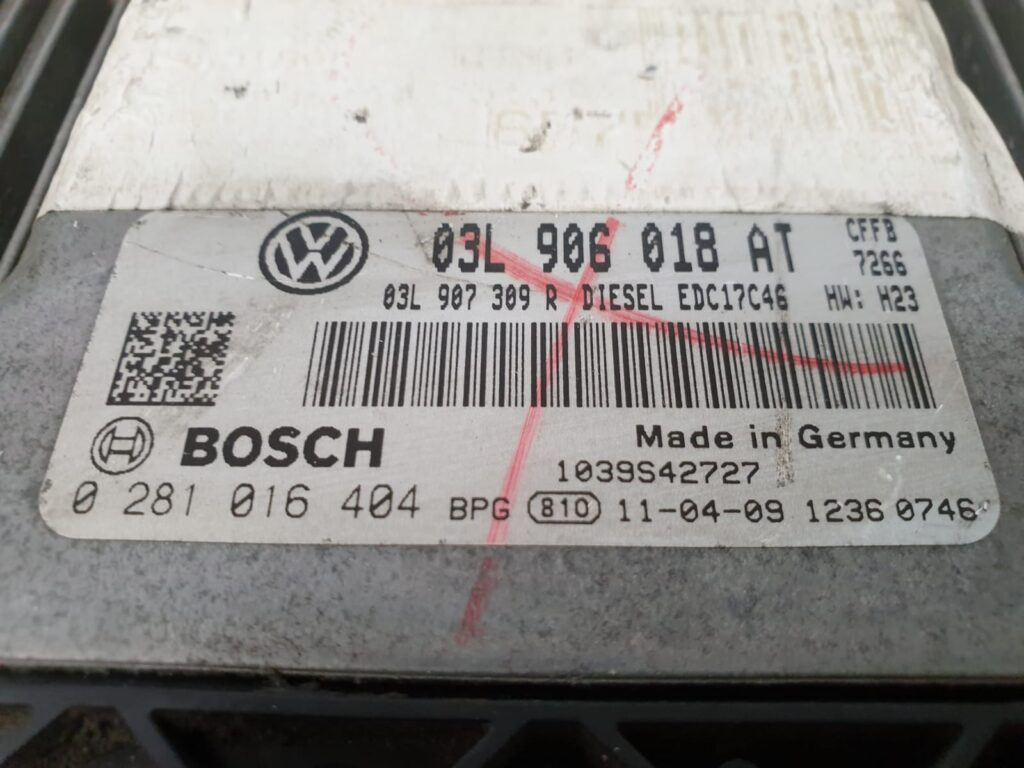 03L 906 018 AT CFFB
7266
03L 907 309 R DIESEL EDC17C46 HW: H23
BOSCH Made in Germany
1039S42727
0 281 016 404 BPG 810 11-04-09 1236 0746